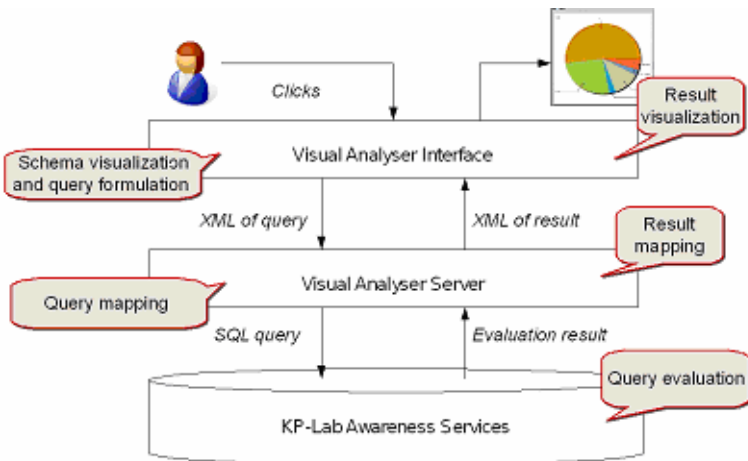 Clicks
Result
visualization
Visual Analyser Interface
Schema visualization
and query formulation
XML of query
XML of result
Result
mapping
Visual Analyser Server
Query mapping
SQL query
Evaluation result
Query evaluation
KP-Lab Awareness Services